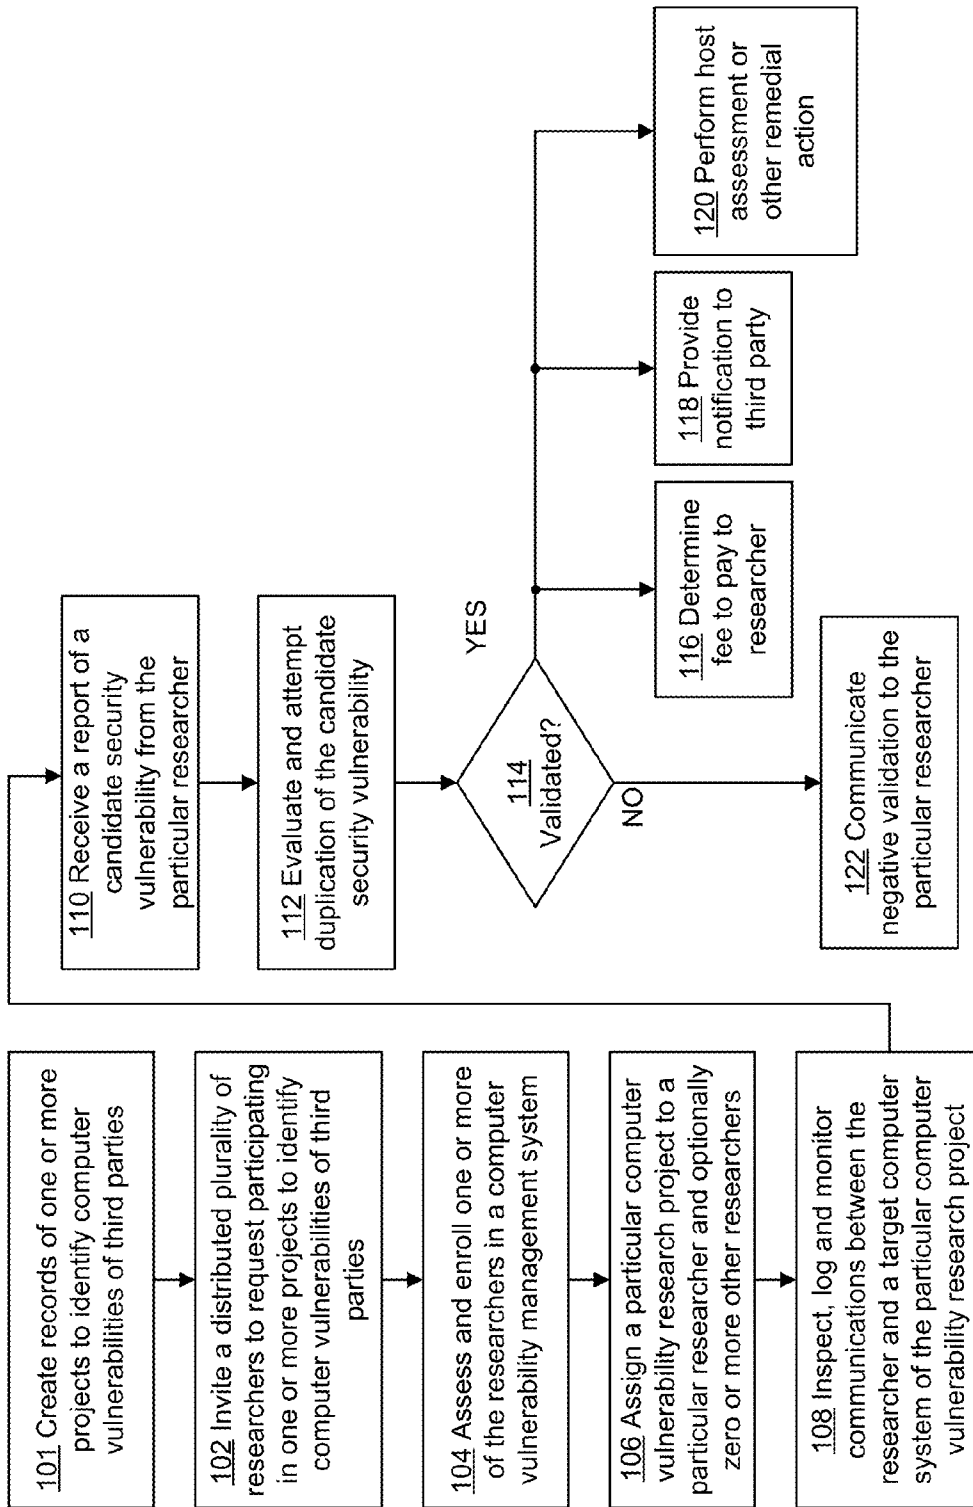 101 Create records of one or more
projects to identify computer
vulnerabilities of third parties
102 Invite a distributed plurality of
researchers to request participating
in one or more projects to identify
computer vulnerabilities of third
parties
104 Assess and enroll one or more
of the researchers in a computer
vulnerability management system
106 Assign a particular computer
vulnerability research project to a
particular researcher and optionally
zero or more other researchers
108 Inspect, log and monitor
communications between the
researcher and a target computer
system of the particular computer
vulnerability research project
110 Receive a report of a
candidate security
vulnerability from the
particular researcher
112 Evaluate and attempt
duplication of the candidate
security vulnerability
114
Validated?
YES
NO
116 Determine
fee to pay to
researcher
118 Provide
notification to
third party
120 Perform host
assessment or
other remedial
action
122 Communicate
negative validation to the
particular researcher